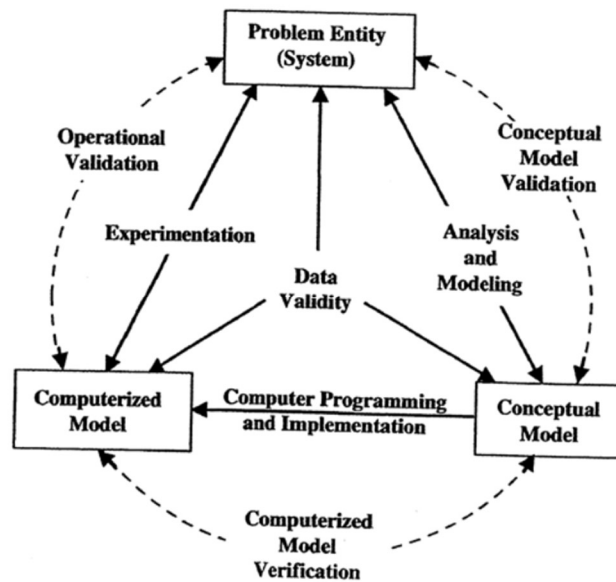 Problem Entity
(System)
Operational
Validation
Conceptual
Model
Validation
Experimentation
Analysis
and
Modeling
Data
Validity
Computerized
Model
Computer Programming
and Implementation
Conceptual
Model
Computerized
Model
Verification